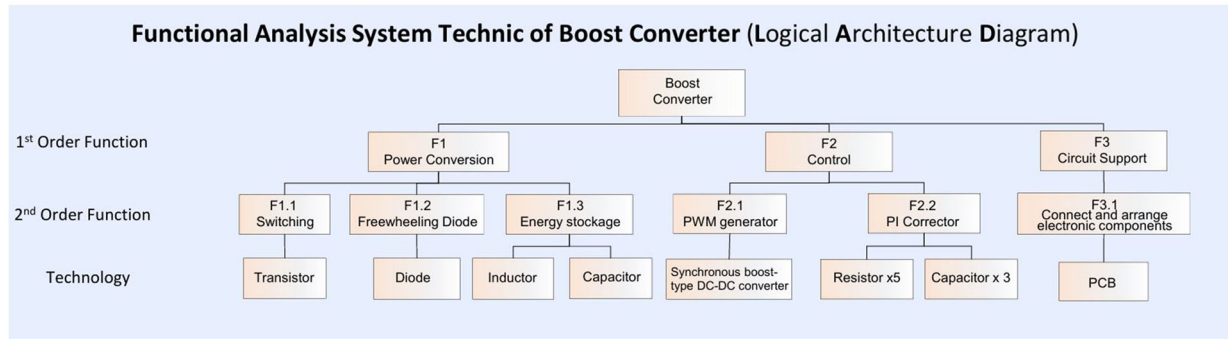 Functional Analysis System Technic of Boost Converter (Logical Architecture Diagram)
Boost
Converter
1st Order Function
F1
Power Conversion
F2
Control
F3
Circuit Support
2nd Order Function
F1.1
Switching
F1.2
Freewheeling Diode
F1.3
Energy stockage
F2.1
PWM generator
F2.2
PI Corrector
F3.1
Connect and arrange
electronic components
Technology
Transistor
Diode
Inductor
Capacitor
Synchronous boost-
type DC-DC converter
Resistor x5
Capacitor x 3
PCB